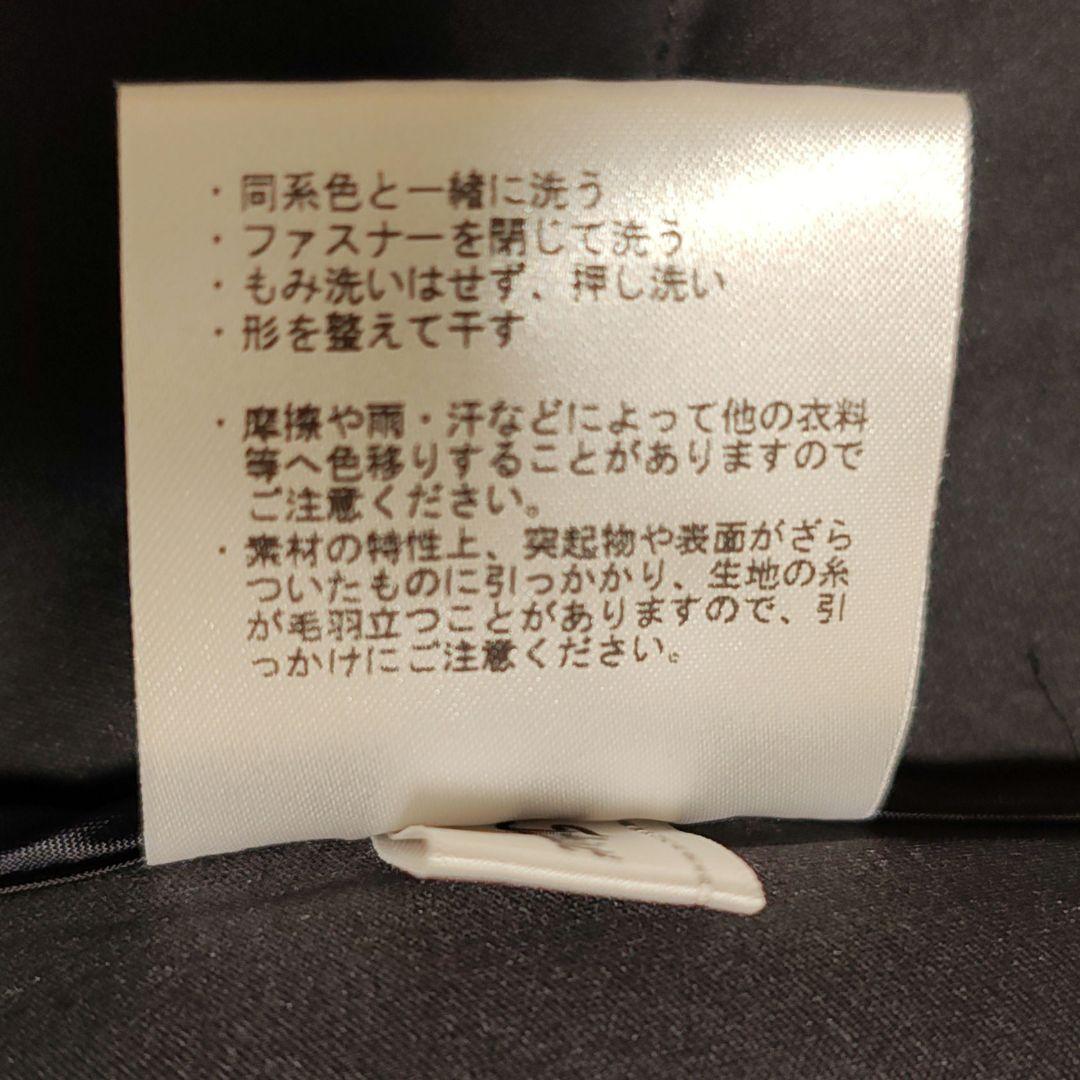 ・同系色と一緒に洗う
・ファスナーを閉じて洗う
・もみ洗いはせず、押し洗い
・形を整えて干す
・摩擦や雨・汗などによって他の衣料
等へ色移りすることがありますので
ご注意ください。
・素材の特性上、突起物や表面がざら
ついたものに引っかかり、生地の糸
が毛羽立つことがありますので、引
っかけにご注意ください。